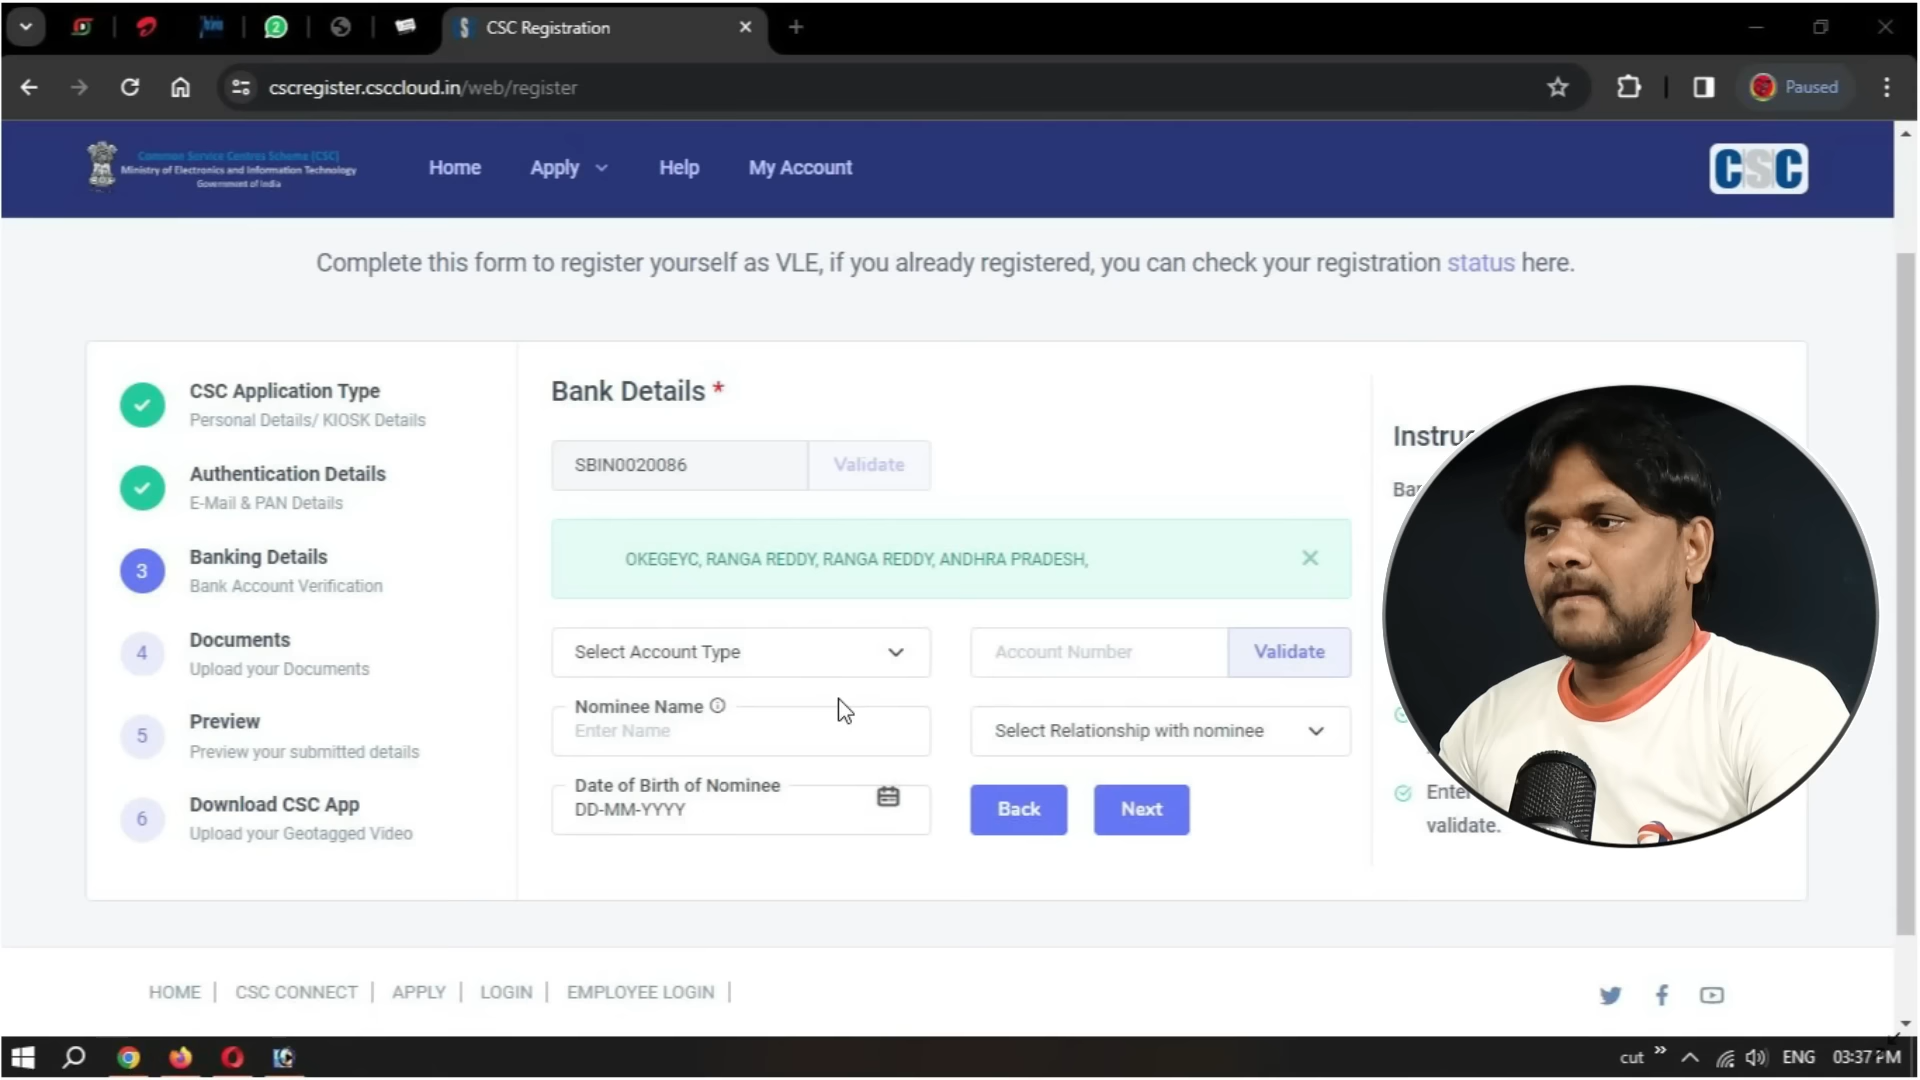 CSC Registration
cscregister.csccloud.in/web/register
Paused
Common Service Centres Scheme (CSC)
Ministry of Electronics and Information Technology
Government of India
Home
Apply
Help
My Account
CSC
Complete this form to register yourself as VLE, if you already registered, you can check your registration status here.
CSC Application Type
Personal Details/ KIOSK Details
Authentication Details
E-Mail & PAN Details
3
Banking Details
Bank Account Verification
4
Documents
Upload your Documents
5
Preview
Preview your submitted details
6
Download CSC App
Upload your Geotagged Video
Bank Details *
SBIN0020086
Validate
OKEGEYC, RANGA REDDY, RANGA REDDY, ANDHRA PRADESH,
Select Account Type
Account Number
Validate
Nominee Name
Enter Name
Select Relationship with nominee
Date of Birth of Nominee
DD-MM-YYYY
Back
Next
Enter
validate.
HOME | CSC CONNECT | APPLY | LOGIN | EMPLOYEE LOGIN |
cut
ENG
03:37 PM